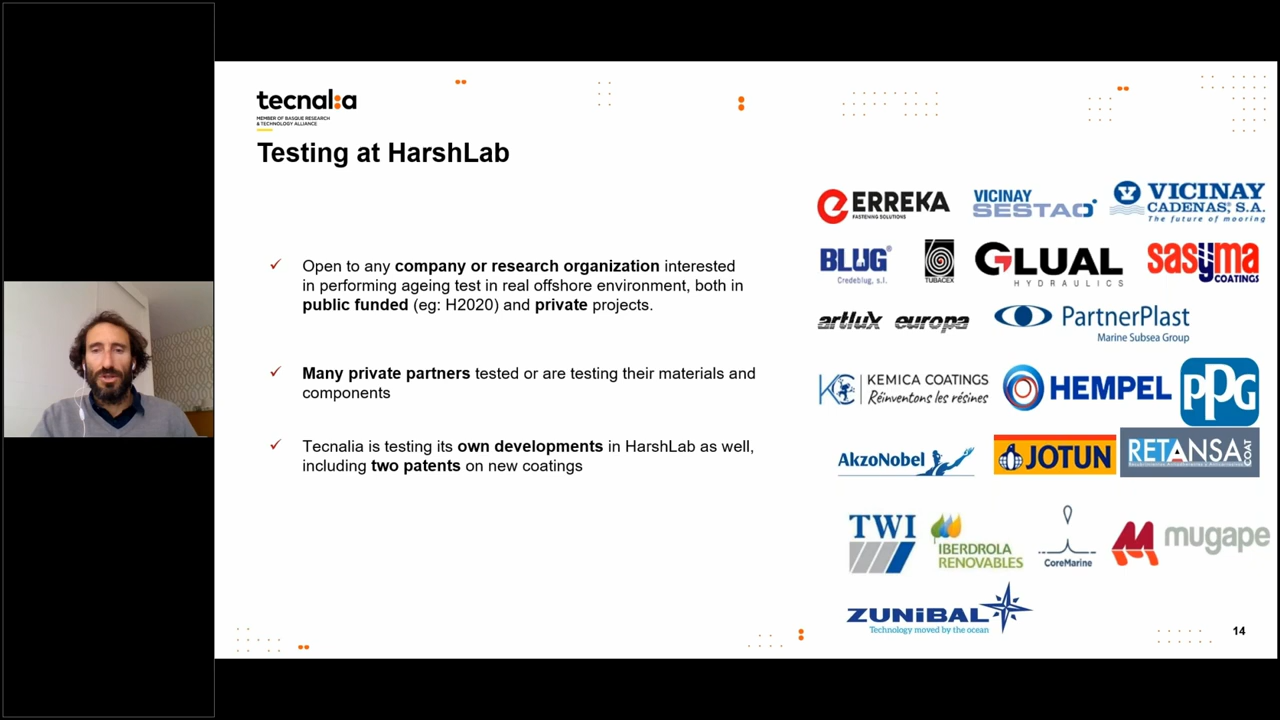 tecnal:a
MEMBER OF BASQUE RESEARCH
& TECHNOLOGY ALLIANCE
Testing at HarshLab
✓ Open to any company or research organization interested
in performing ageing test in real offshore environment, both in
public funded (eg: H2020) and private projects.
✓ Many private partners tested or are testing their materials and
components
✓ Tecnalia is testing its own developments in HarshLab as well,
including two patents on new coatings
ERREKA
FASTENING SOLUTIONS
VICINAY
SESTAO
VICINAY
CADENAS, S.A.
The future of mooring
BLUG®
Credeblug, s.l.
TUBACEX
GLUAL
HYDRAULICS
sasyma
COATINGS
artlux europa
PartnerPlast
Marine Subsea Group
KC KEMICA COATINGS
Réinventons les résines
HEMPEL
PPG
AkzoNobel
JOTUN
RETANSA
COAT
TWI
IBERDROLA
RENOVABLES
CoreMarine
mugape
ZUNIBAL
Technology moved by the ocean
14